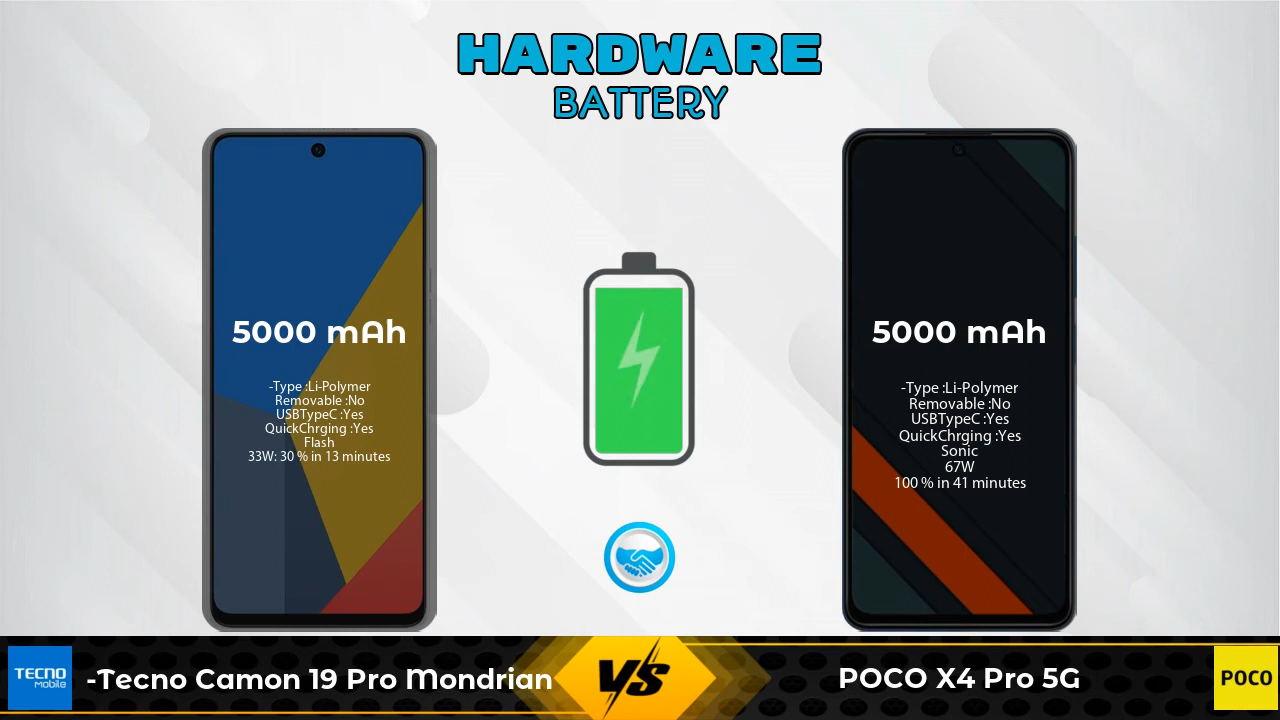 HARDWARE
BATTERY
5000 mAh
-Type :Li-Polymer
Removable :No
USBTypeC :Yes
QuickChrging :Yes
Flash
33W: 30 % in 13 minutes
5000 mAh
-Type :Li-Polymer
Removable :No
USBTypeC :Yes
QuickChrging :Yes
Sonic
67W
100 % in 41 minutes
TECNO
mobile
-Tecno Camon 19 Pro Mondrian
VS
POCO X4 Pro 5G
POCO